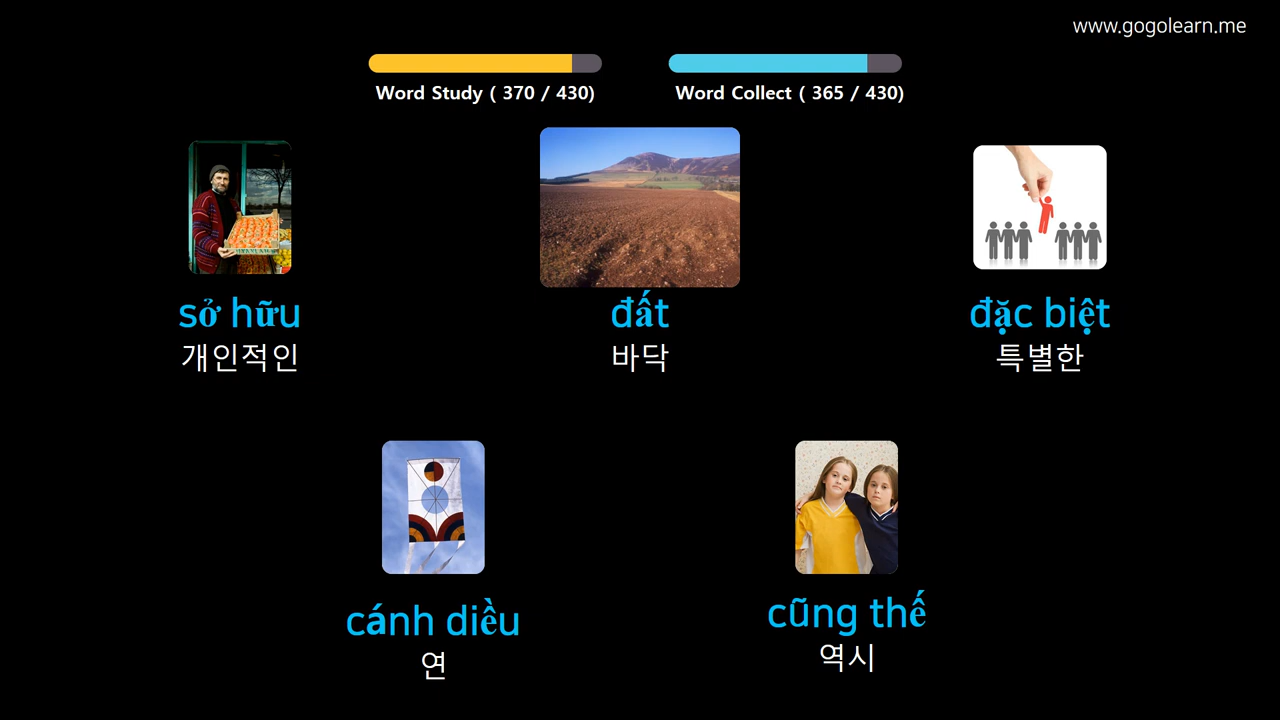 www.gogolearn.me
Word Study ( 370 / 430)
Word Collect ( 365 / 430)
sở hữu
개인적인
đất
바닥
đặc biệt
특별한
cánh diều
연
cũng thế
역시